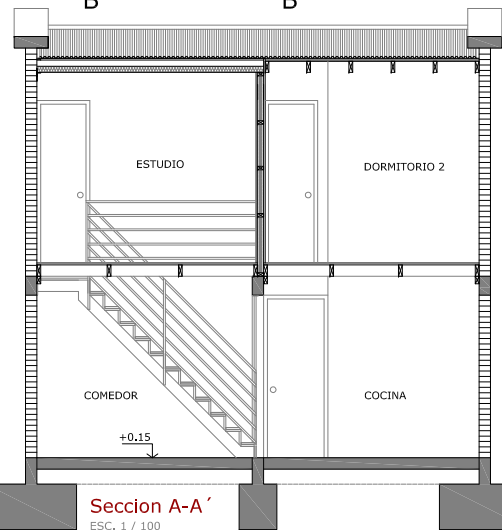 B B
ESTUDIO
DORMITORIO 2
COMEDOR
COCINA
+0.15
Seccion A-A´
ESC. 1 / 100